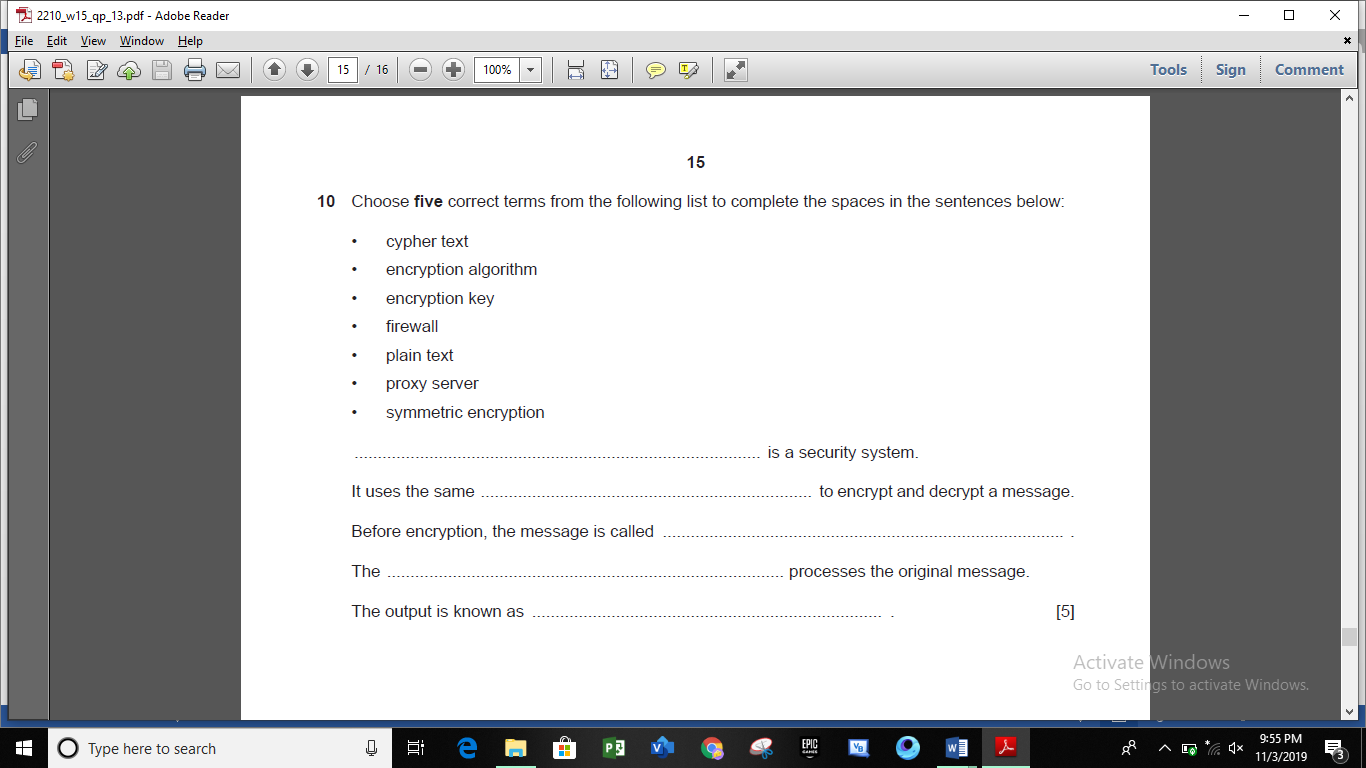 2210_w15_qp_13.pdf - Adobe Reader
File Edit View Window Help
15 / 16 100% Tools Sign Comment
15
10 Choose five correct terms from the following list to complete the spaces in the sentences below:
• cypher text
• encryption algorithm
• encryption key
• firewall
• plain text
• proxy server
• symmetric encryption
....................................................................................... is a security system.
It uses the same ....................................................................... to encrypt and decrypt a message.
Before encryption, the message is called ...................................................................................... .
The ..................................................................................... processes the original message.
The output is known as ........................................................................... . [5]
Activate Windows
Go to Settings to activate Windows.
Type here to search
9:55 PM
11/3/2019
3